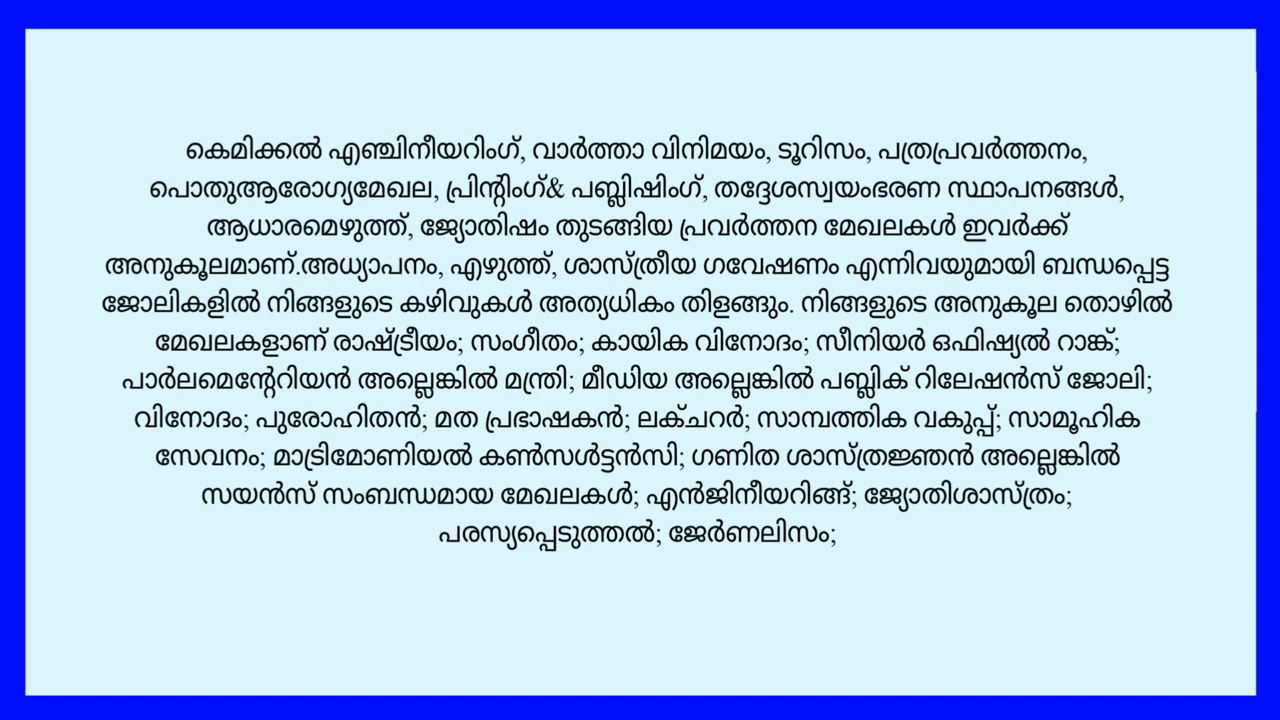 കെമിക്കൽ എഞ്ചിനീയറിംഗ്, വാർത്താ വിനിമയം, ടൂറിസം, പത്രപ്രവർത്തനം,
പൊതുആരോഗ്യമേഖല, പ്രിന്റിംഗ്& പബ്ലിഷിംഗ്, തദ്ദേശസ്വയംഭരണ സ്ഥാപനങ്ങൾ,
ആധാരമെഴുത്ത്, ജ്യോതിഷം തുടങ്ങിയ പ്രവർത്തന മേഖലകൾ ഇവർക്ക്
അനുകൂലമാണ്.അധ്യാപനം, എഴുത്ത്, ശാസ്ത്രീയ ഗവേഷണം എന്നിവയുമായി ബന്ധപ്പെട്ട
ജോലികളിൽ നിങ്ങളുടെ കഴിവുകൾ അത്യധികം തിളങ്ങും. നിങ്ങളുടെ അനുകൂല തൊഴിൽ
മേഖലകളാണ് രാഷ്ട്രീയം; സംഗീതം; കായിക വിനോദം; സീനിയർ ഒഫിഷ്യൽ റാങ്ക്;
പാർലമെന്റേറിയൻ അല്ലെങ്കിൽ മന്ത്രി; മീഡിയ അല്ലെങ്കിൽ പബ്ലിക് റിലേഷൻസ് ജോലി;
വിനോദം; പുരോഹിതൻ; മത പ്രഭാഷകൻ; ലക്ചറർ; സാമ്പത്തിക വകുപ്പ്; സാമൂഹിക
സേവനം; മാട്രിമോണിയൽ കൺസൾട്ടൻസി; ഗണിത ശാസ്ത്രജ്ഞൻ അല്ലെങ്കിൽ
സയൻസ് സംബന്ധമായ മേഖലകൾ; എൻജിനീയറിങ്ങ്; ജ്യോതിശാസ്ത്രം;
പരസ്യപ്പെടുത്തൽ; ജേർണലിസം;